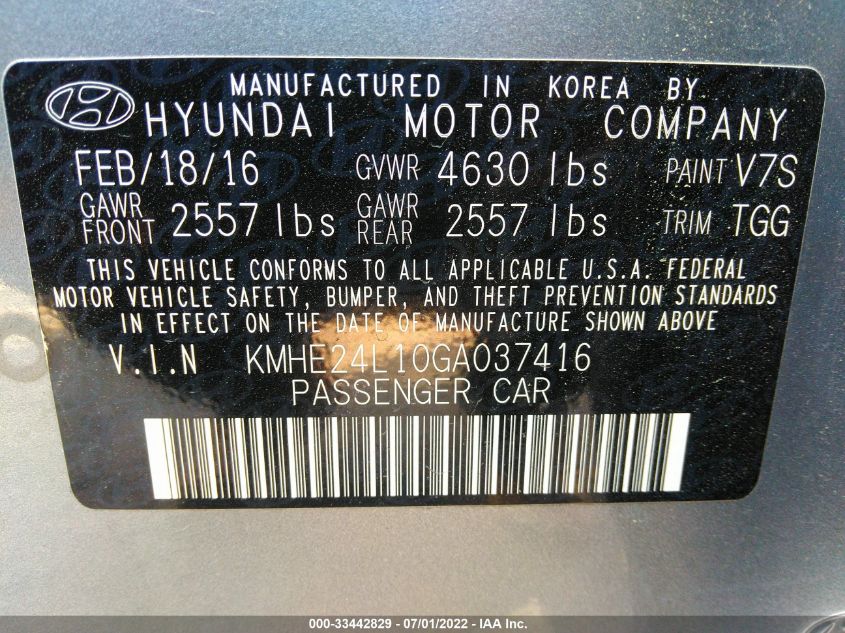 MANUFACTURED IN KOREA BY
HYUNDAI MOTOR COMPANY
FEB/18/16 GVWR 4630 lbs PAINT V7S
GAWR FRONT 2557 lbs GAWR REAR 2557 lbs TRIM TGG
THIS VEHICLE CONFORMS TO ALL APPLICABLE U.S.A. FEDERAL
MOTOR VEHICLE SAFETY, BUMPER, AND THEFT PREVENTION STANDARDS
IN EFFECT ON THE DATE OF MANUFACTURE SHOWN ABOVE.
V.I.N KMHE24L10GA037416
PASSENGER CAR
000-33442829 - 07/01/2022 - IAA Inc.